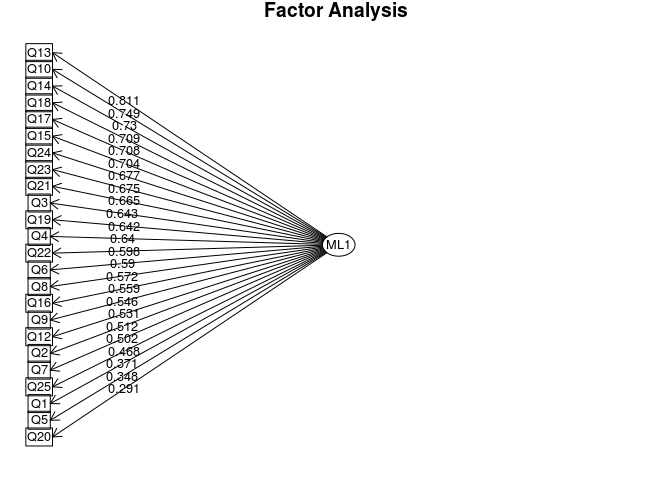 Factor Analysis
Q13
Q10
Q14
Q18
Q17
Q15
Q24
Q23
Q21
Q3
Q19
Q4
Q22
Q6
Q8
Q16
Q9
Q12
Q2
Q7
Q25
Q1
Q5
Q20
0.811
0.749
0.73
0.709
0.708
0.704
0.677
0.675
0.665
0.643
0.642
0.64
0.598
0.59
0.572
0.559
0.546
0.531
0.512
0.502
0.468
0.371
0.348
0.291
ML1